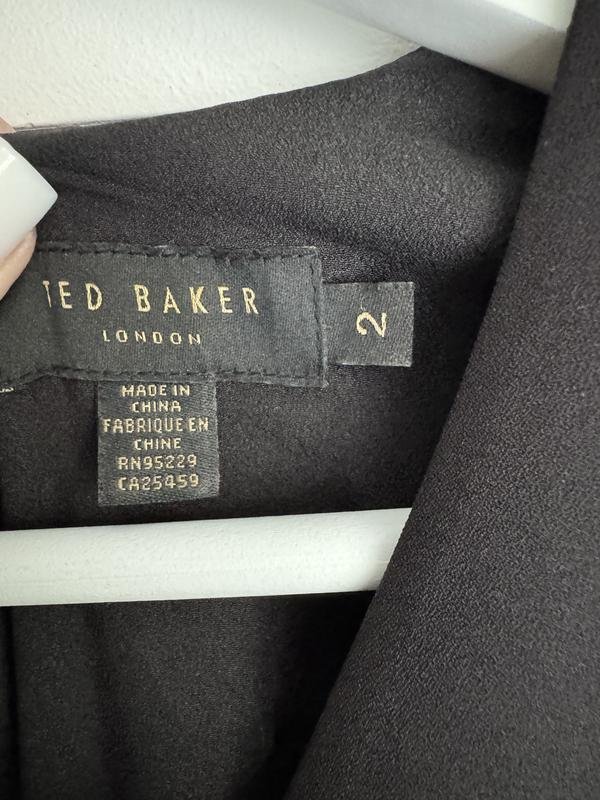 TED BAKER
LONDON
2
MADE IN
CHINA
FABRIQUE EN
CHINE
RN95229
CA25459